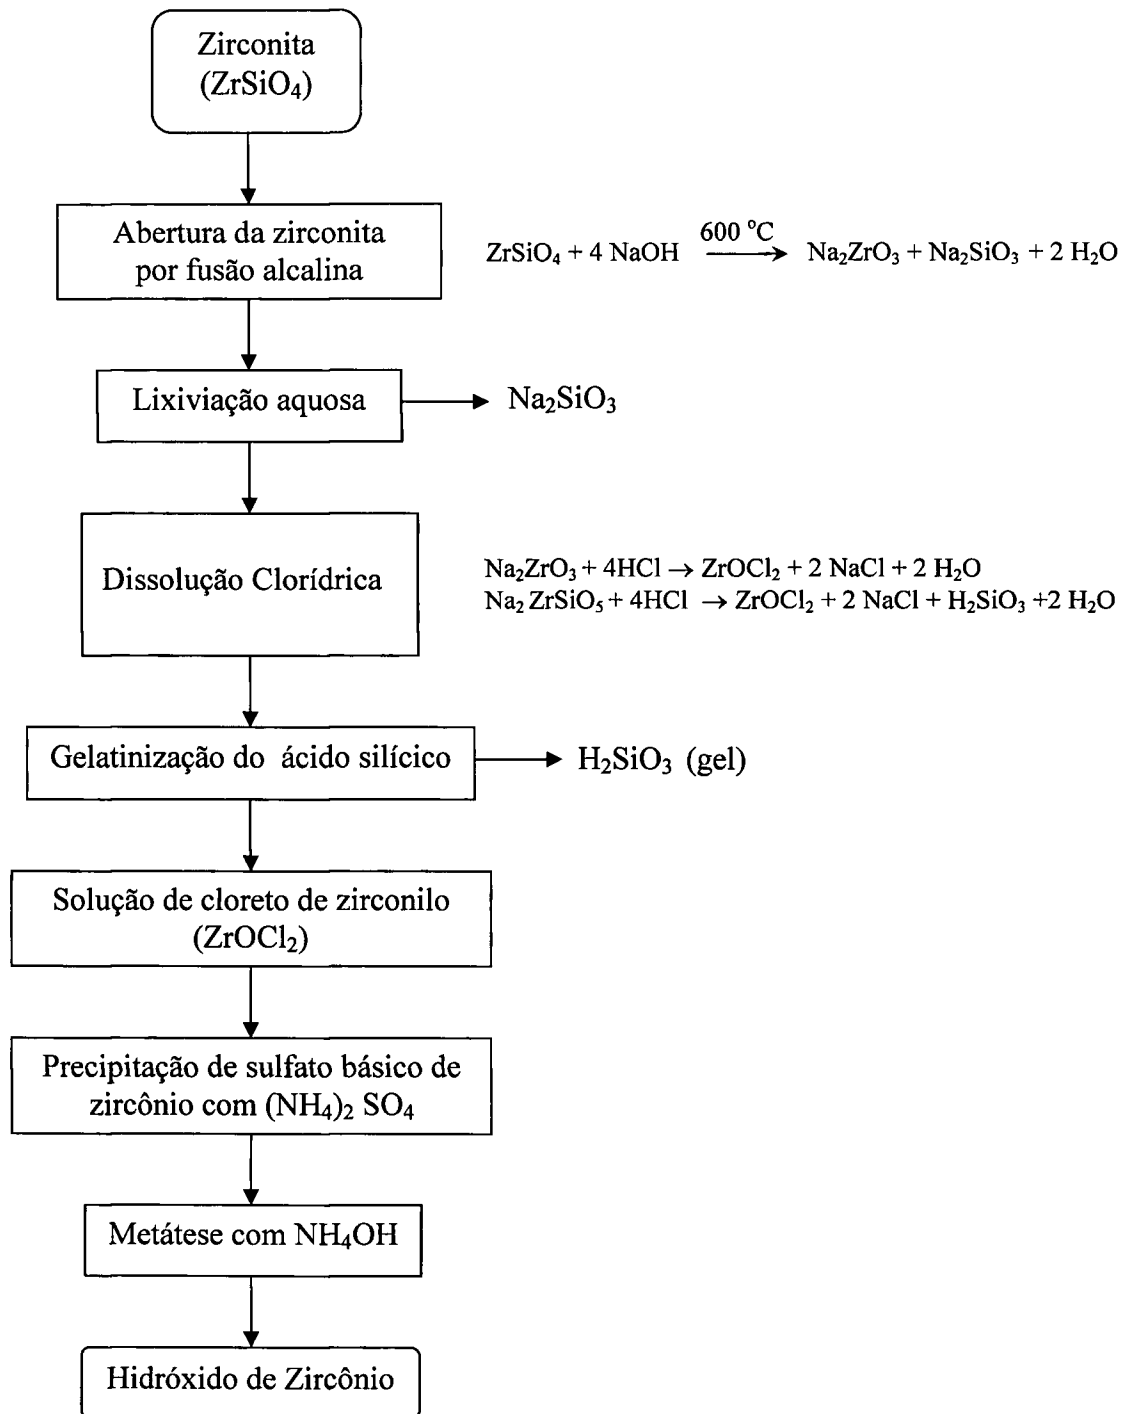 Zirconita
(ZrSiO₄)
Abertura da zirconita
por fusão alcalina
ZrSiO₄ + 4 NaOH 600 °C → Na₂ZrO₃ + Na₂SiO₃ + 2 H₂O
Lixiviação aquosa → Na₂SiO₃
Dissolução Clorídrica
Na₂ZrO₃ + 4HCl → ZrOCl₂ + 2 NaCl + 2 H₂O
Na₂ ZrSiO₅ + 4HCl → ZrOCl₂ + 2 NaCl + H₂SiO₃ +2 H₂O
Gelatinização do ácido silícico → H₂SiO₃ (gel)
Solução de cloreto de zirconilo
(ZrOCl₂)
Precipitação de sulfato básico de
zircônio com (NH₄)₂ SO₄
Metátese com NH₄OH
Hidróxido de Zircônio